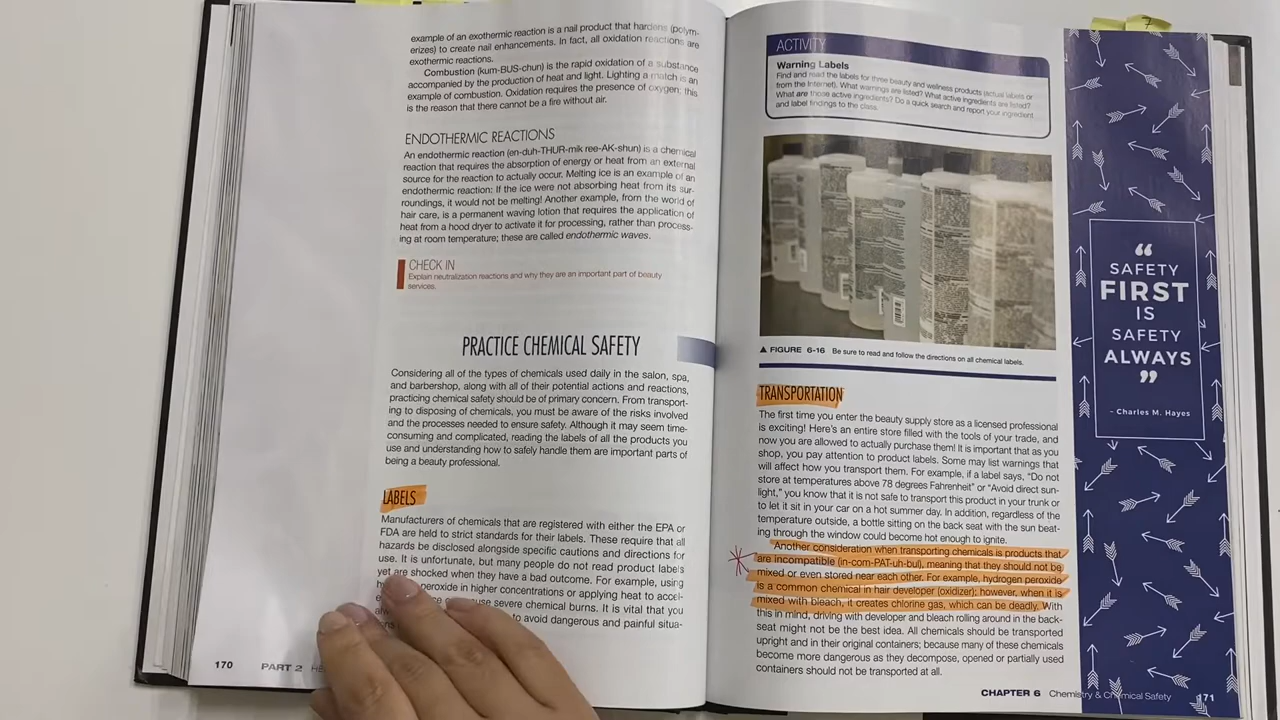 example of an exothermic reaction is a nail product that hardens (polym-
erizes) to create nail enhancements. In fact, all oxidation reactions are
exothermic reactions.
Combustion (kum-BUS-chun) is the rapid oxidation of a substance
accompanied by the production of heat and light. Lighting a match is an
example of combustion. Oxidation requires the presence of oxygen; this
is the reason that there cannot be a fire without air.
ENDOTHERMIC REACTIONS
An endothermic reaction (en-duh-THUR-mik ree-AK-shun) is a chemical
reaction that requires the absorption of energy or heat from an external
source for the reaction to actually occur. Melting ice is an example of an
endothermic reaction: If the ice were not absorbing heat from its sur-
roundings, it would not be melting! Another example, from the world of
hair care, is a permanent waving lotion that requires the application of
heat from a hood dryer to activate it for processing, rather than process-
ing at room temperature; these are called endothermic waves.
CHECK IN
Explain neutralization reactions and why they are an important part of beauty
services.
PRACTICE CHEMICAL SAFETY
Considering all of the types of chemicals used daily in the salon, spa,
and barbershop, along with all of their potential actions and reactions,
practicing chemical safety should be of primary concern. From transport-
ing to disposing of chemicals, you must be aware of the risks involved
and the processes needed to ensure safety. Although it may seem time-
consuming and complicated, reading the labels of all the products you
use and understanding how to safely handle them are important parts of
being a beauty professional.
LABELS
Manufacturers of chemicals that are registered with either the EPA or
FDA are held to strict standards for their labels. These require that all
hazards be disclosed alongside specific cautions and directions for
use. It is unfortunate, but many people do not read product labels
yet are shocked when they have a bad outcome. For example, using
peroxide in higher concentrations or applying heat to accel-
severe chemical burns. It is vital that you
to avoid dangerous and painful situa-
170 PART 2
ACTIVITY
Warning Labels
Find and read the labels for three beauty and wellness products (actual labels or
from the Internet). What warnings are listed? What active ingredients are listed?
What are those active ingredients? Do a quick search and report your ingredient
and label findings to the class.
▲ FIGURE 6-16 Be sure to read and follow the directions on all chemical labels.
TRANSPORTATION
The first time you enter the beauty supply store as a licensed professional
is exciting! Here's an entire store filled with the tools of your trade, and
now you are allowed to actually purchase them! It is important that as you
shop, you pay attention to product labels. Some may list warnings that
will affect how you transport them. For example, if a label says, "Do not
store at temperatures above 78 degrees Fahrenheit" or "Avoid direct sun-
light," you know that it is not safe to transport this product in your trunk or
to let it sit in your car on a hot summer day. In addition, regardless of the
temperature outside, a bottle sitting on the back seat with the sun beat-
ing through the window could become hot enough to ignite.
Another consideration when transporting chemicals is products that
are incompatible (in-com-PAT-uh-bul), meaning that they should not be
mixed or even stored near each other. For example, hydrogen peroxide
is a common chemical in hair developer (oxidizer); however, when it is
mixed with bleach, it creates chlorine gas, which can be deadly. With
this in mind, driving with developer and bleach rolling around in the back-
seat might not be the best idea. All chemicals should be transported
upright and in their original containers; because many of these chemicals
become more dangerous as they decompose, opened or partially used
containers should not be transported at all.
CHAPTER 6 Chemistry & Chemical Safety 171
7
“
SAFETY
FIRST
IS
SAFETY
ALWAYS
”
- Charles M. Hayes